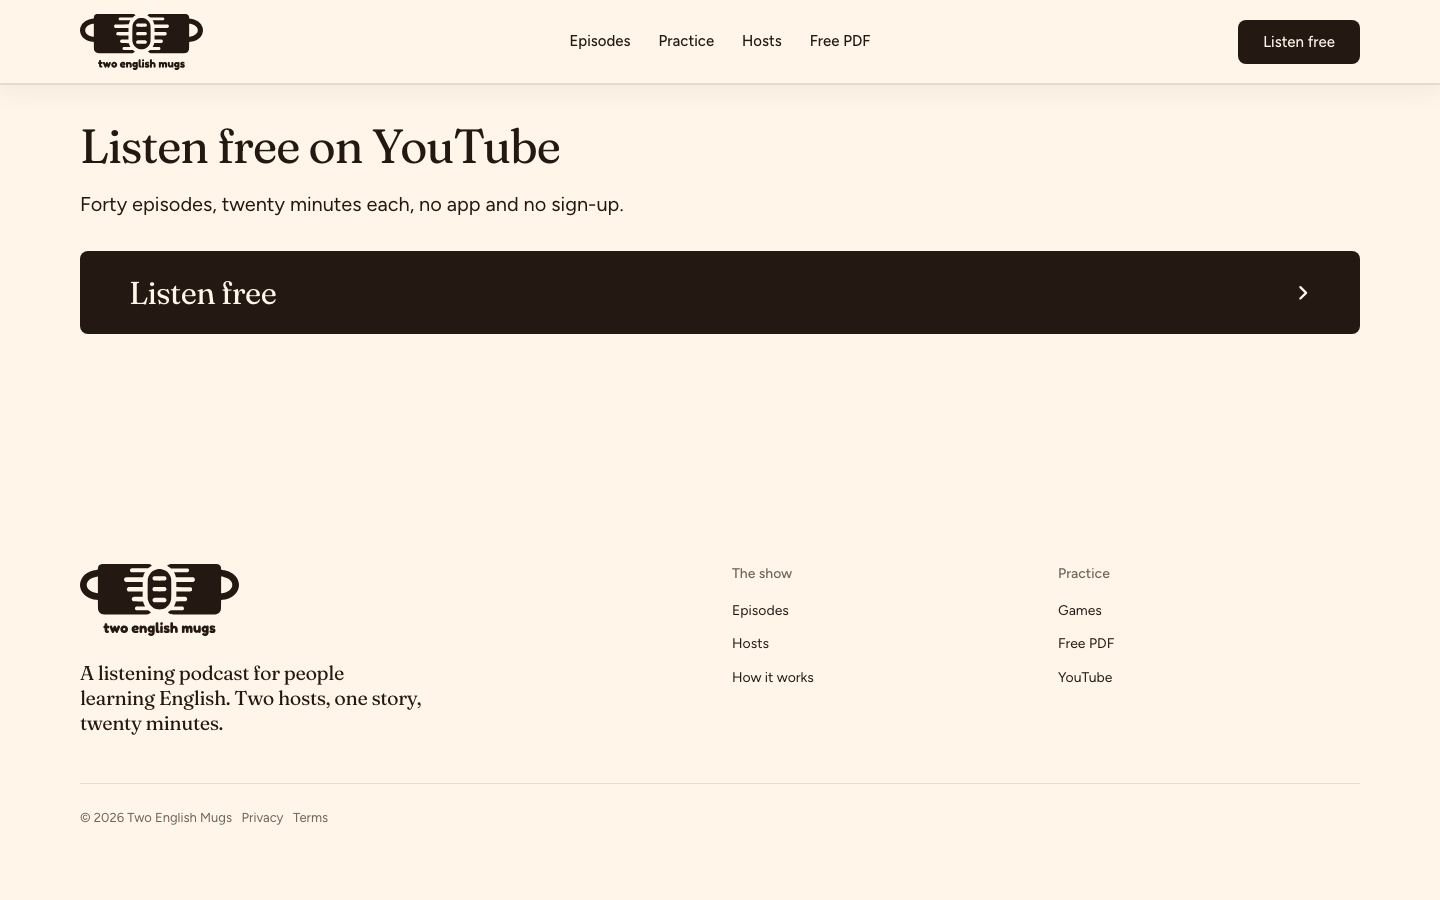 two english mugs
Episodes
Practice
Hosts
Free PDF
Listen free
Listen free on YouTube
Forty episodes, twenty minutes each, no app and no sign-up.
Listen free
two english mugs
A listening podcast for people
learning English. Two hosts, one story,
twenty minutes.
The show
Episodes
Hosts
How it works
Practice
Games
Free PDF
YouTube
© 2026 Two English Mugs Privacy Terms